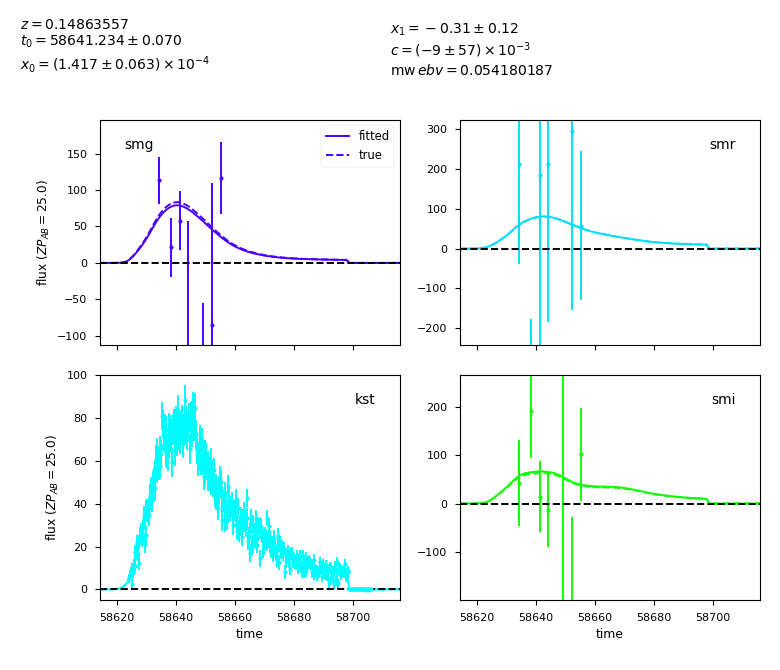 z = 0.14863557
t₀ = 58641.234 ± 0.070
x₀ = (1.417 ± 0.063) × 10⁻⁴
x₁ = −0.31 ± 0.12
c = (−9 ± 57) × 10⁻³
mw ebv = 0.054180187
smg
fitted
true
150
100
50
0
−50
−100
flux (ZP_AB = 25.0)
smr
300
200
100
0
−100
−200
kst
100
80
60
40
20
0
flux (ZP_AB = 25.0)
58620 58640 58660 58680 58700
time
smi
200
100
0
−100
58620 58640 58660 58680 58700
time